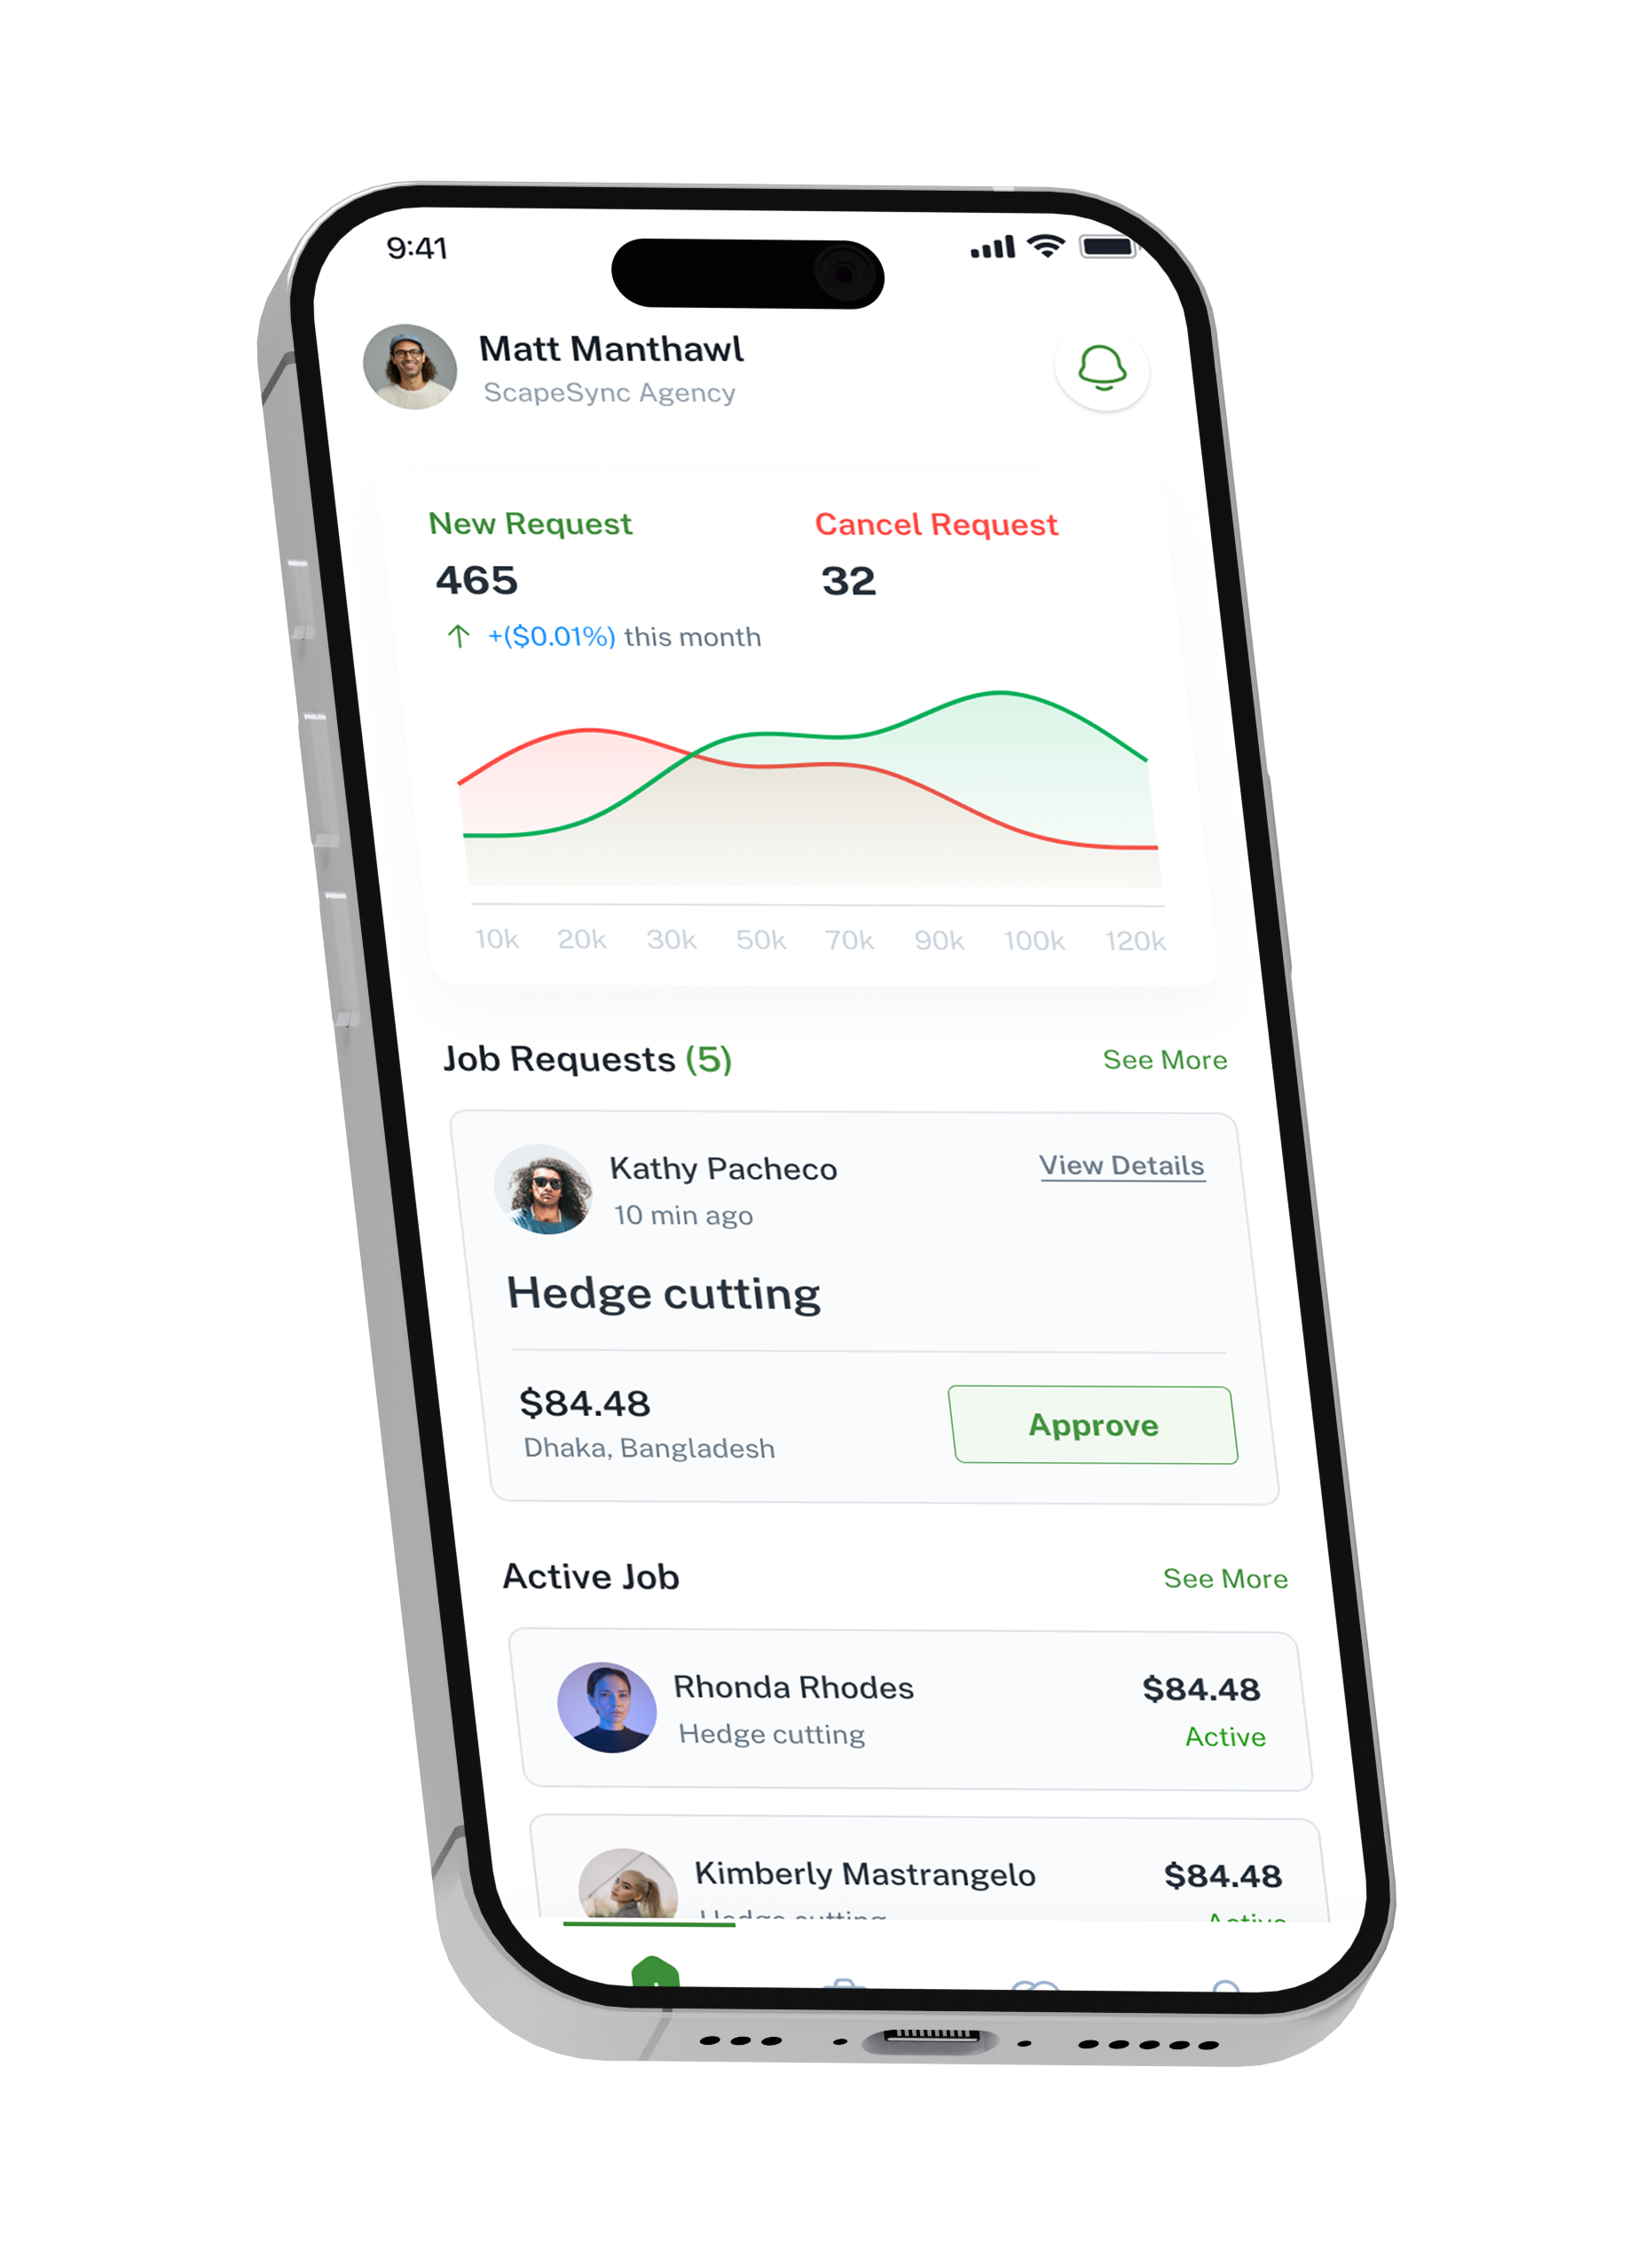 9:41
Matt Manthawl
ScapeSync Agency
New Request
Cancel Request
465
32
+($0.01%) this month
10k 20k 30k 50k 70k 90k 100k 120k
Job Requests (5)
See More
Kathy Pacheco
View Details
10 min ago
Hedge cutting
$84.48
Dhaka, Bangladesh
Approve
Active Job
See More
Rhonda Rhodes
$84.48
Hedge cutting
Active
Kimberly Mastrangelo
$84.48
Hedge cutting
Active